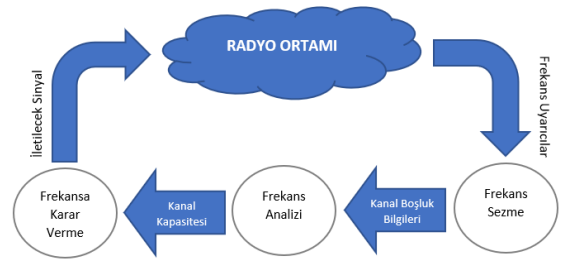 RADYO ORTAMI
Frekans Uyarıcılar
Frekans
Sezme
Kanal Boşluk
Bilgileri
Frekans
Analizi
Kanal
Kapasitesi
Frekansa
Karar
Verme
İletilecek Sinyal